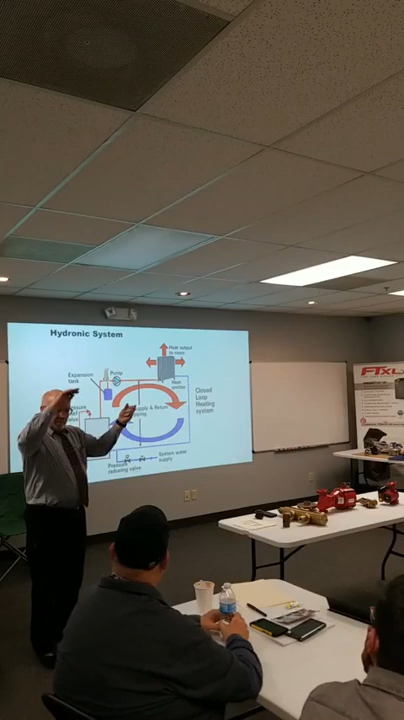 Hydronic System
Heat output
to room
Pump
Expansion
tank
Heat
emitter
Closed
Loop
Heating
system
Supply & Return
System water
supply
Pressure
reducing valve
FTXL